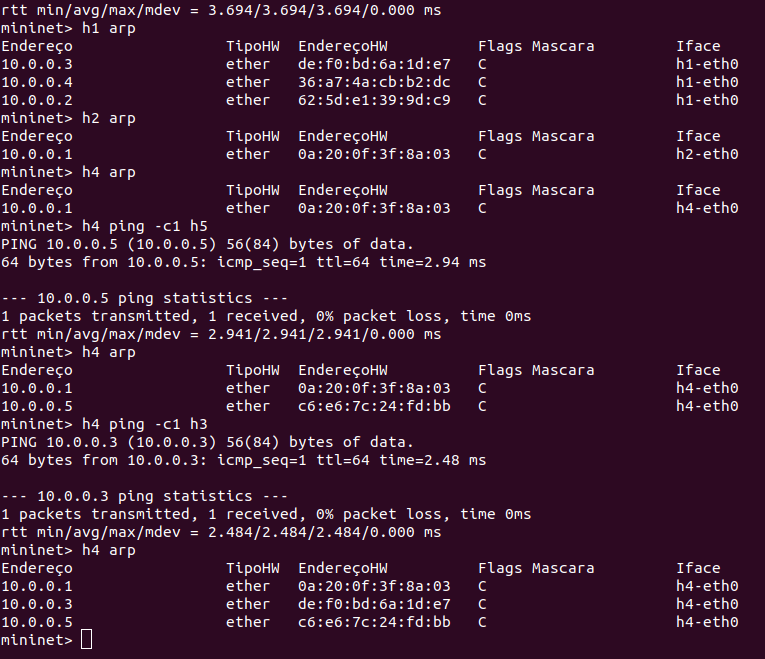 rtt min/avg/max/mdev = 3.694/3.694/3.694/0.000 ms
mininet> h1 arp
Endereço                 TipoHW  EndereçoHW          Flags Mascara         Iface
10.0.0.3                 ether   de:f0:bd:6a:1d:e7   C                     h1-eth0
10.0.0.4                 ether   36:a7:4a:cb:b2:dc   C                     h1-eth0
10.0.0.2                 ether   62:5d:e1:39:9d:c9   C                     h1-eth0
mininet> h2 arp
Endereço                 TipoHW  EndereçoHW          Flags Mascara         Iface
10.0.0.1                 ether   0a:20:0f:3f:8a:03   C                     h2-eth0
mininet> h4 arp
Endereço                 TipoHW  EndereçoHW          Flags Mascara         Iface
10.0.0.1                 ether   0a:20:0f:3f:8a:03   C                     h4-eth0
mininet> h4 ping -c1 h5
PING 10.0.0.5 (10.0.0.5) 56(84) bytes of data.
64 bytes from 10.0.0.5: icmp_seq=1 ttl=64 time=2.94 ms

--- 10.0.0.5 ping statistics ---
1 packets transmitted, 1 received, 0% packet loss, time 0ms
rtt min/avg/max/mdev = 2.941/2.941/2.941/0.000 ms
mininet> h4 arp
Endereço                 TipoHW  EndereçoHW          Flags Mascara         Iface
10.0.0.1                 ether   0a:20:0f:3f:8a:03   C                     h4-eth0
10.0.0.5                 ether   c6:e6:7c:24:fd:bb   C                     h4-eth0
mininet> h4 ping -c1 h3
PING 10.0.0.3 (10.0.0.3) 56(84) bytes of data.
64 bytes from 10.0.0.3: icmp_seq=1 ttl=64 time=2.48 ms

--- 10.0.0.3 ping statistics ---
1 packets transmitted, 1 received, 0% packet loss, time 0ms
rtt min/avg/max/mdev = 2.484/2.484/2.484/0.000 ms
mininet> h4 arp
Endereço                 TipoHW  EndereçoHW          Flags Mascara         Iface
10.0.0.1                 ether   0a:20:0f:3f:8a:03   C                     h4-eth0
10.0.0.3                 ether   de:f0:bd:6a:1d:e7   C                     h4-eth0
10.0.0.5                 ether   c6:e6:7c:24:fd:bb   C                     h4-eth0
mininet>